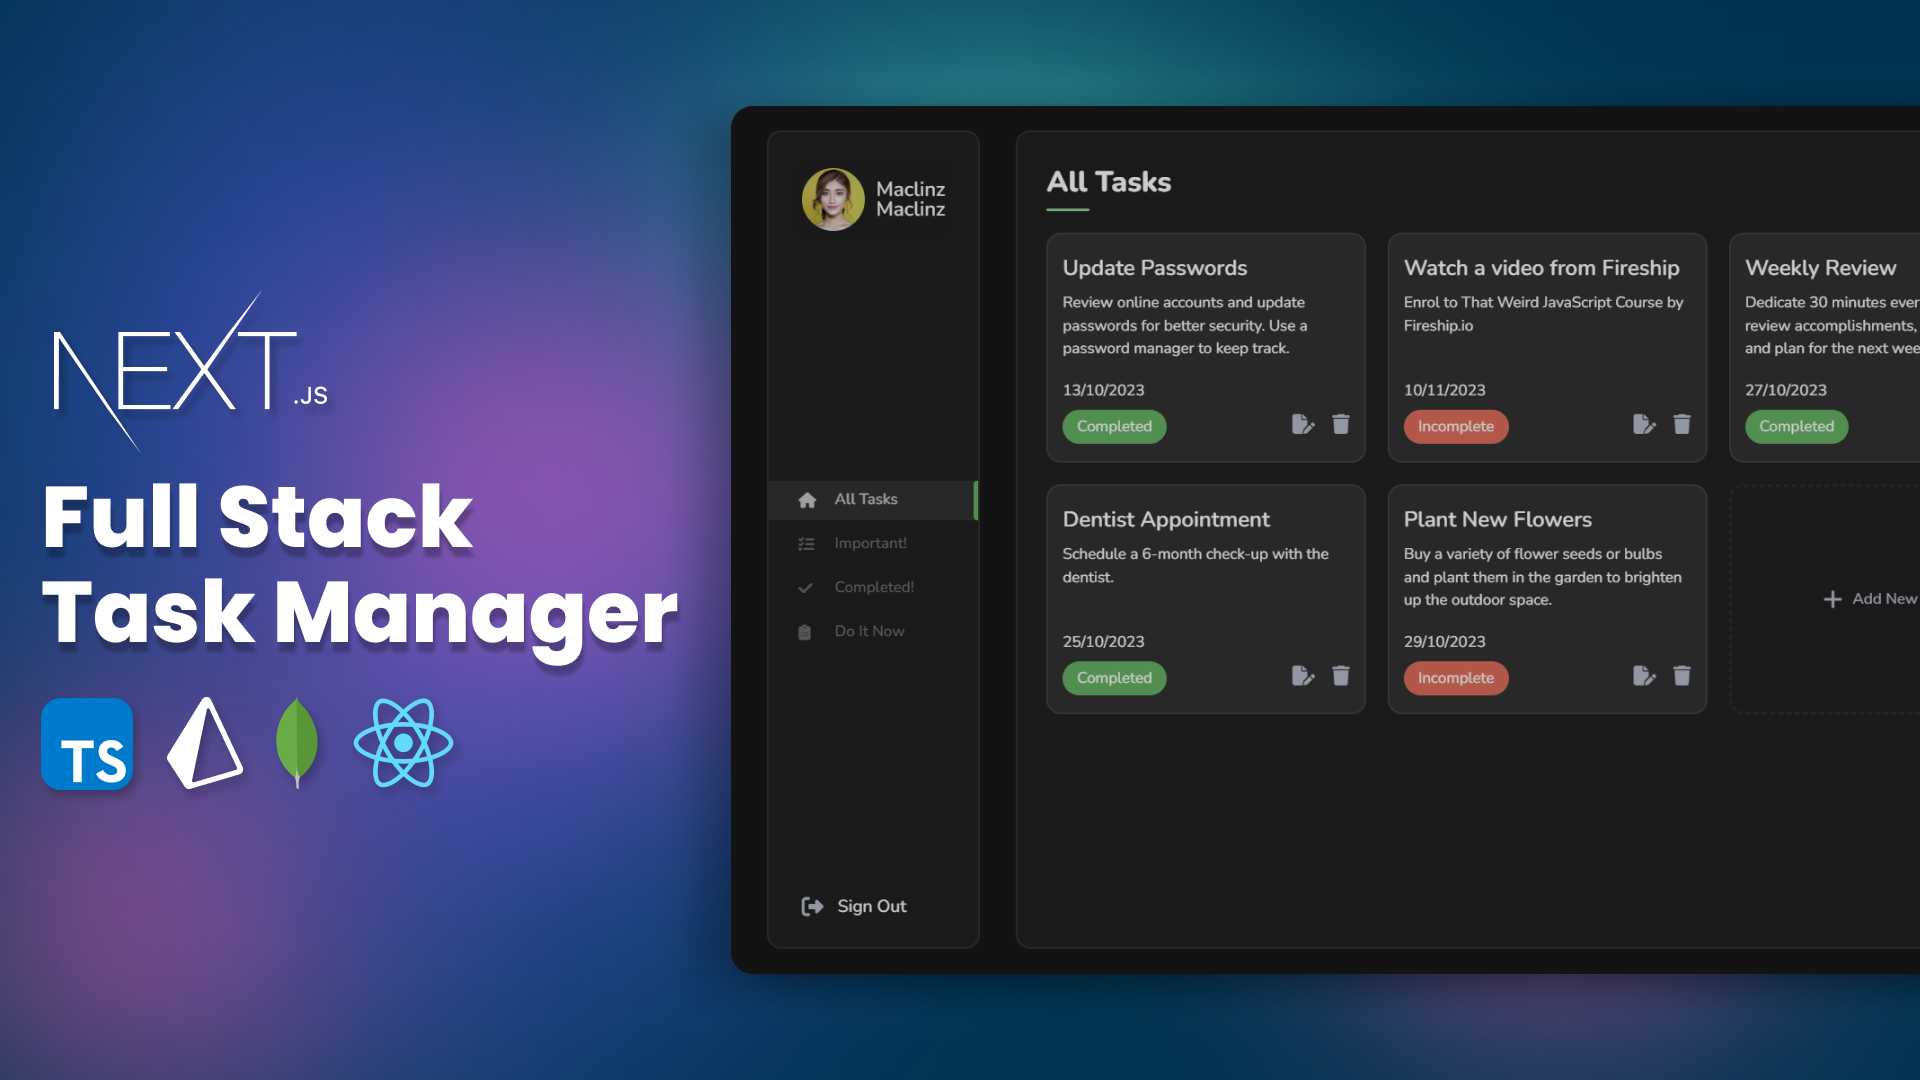 NEXT.JS
Full Stack
Task Manager
TS
Maclinz
Maclinz
All Tasks
Important!
Completed!
Do It Now
Sign Out
All Tasks
Update Passwords
Review online accounts and update
passwords for better security. Use a
password manager to keep track.
13/10/2023
Completed
Watch a video from Fireship
Enrol to That Weird JavaScript Course by
Fireship.io
10/11/2023
Incomplete
Weekly Review
Dedicate 30 minutes ever
review accomplishments,
and plan for the next wee
27/10/2023
Completed
Dentist Appointment
Schedule a 6-month check-up with the
dentist.
25/10/2023
Completed
Plant New Flowers
Buy a variety of flower seeds or bulbs
and plant them in the garden to brighten
up the outdoor space.
29/10/2023
Incomplete
Add New